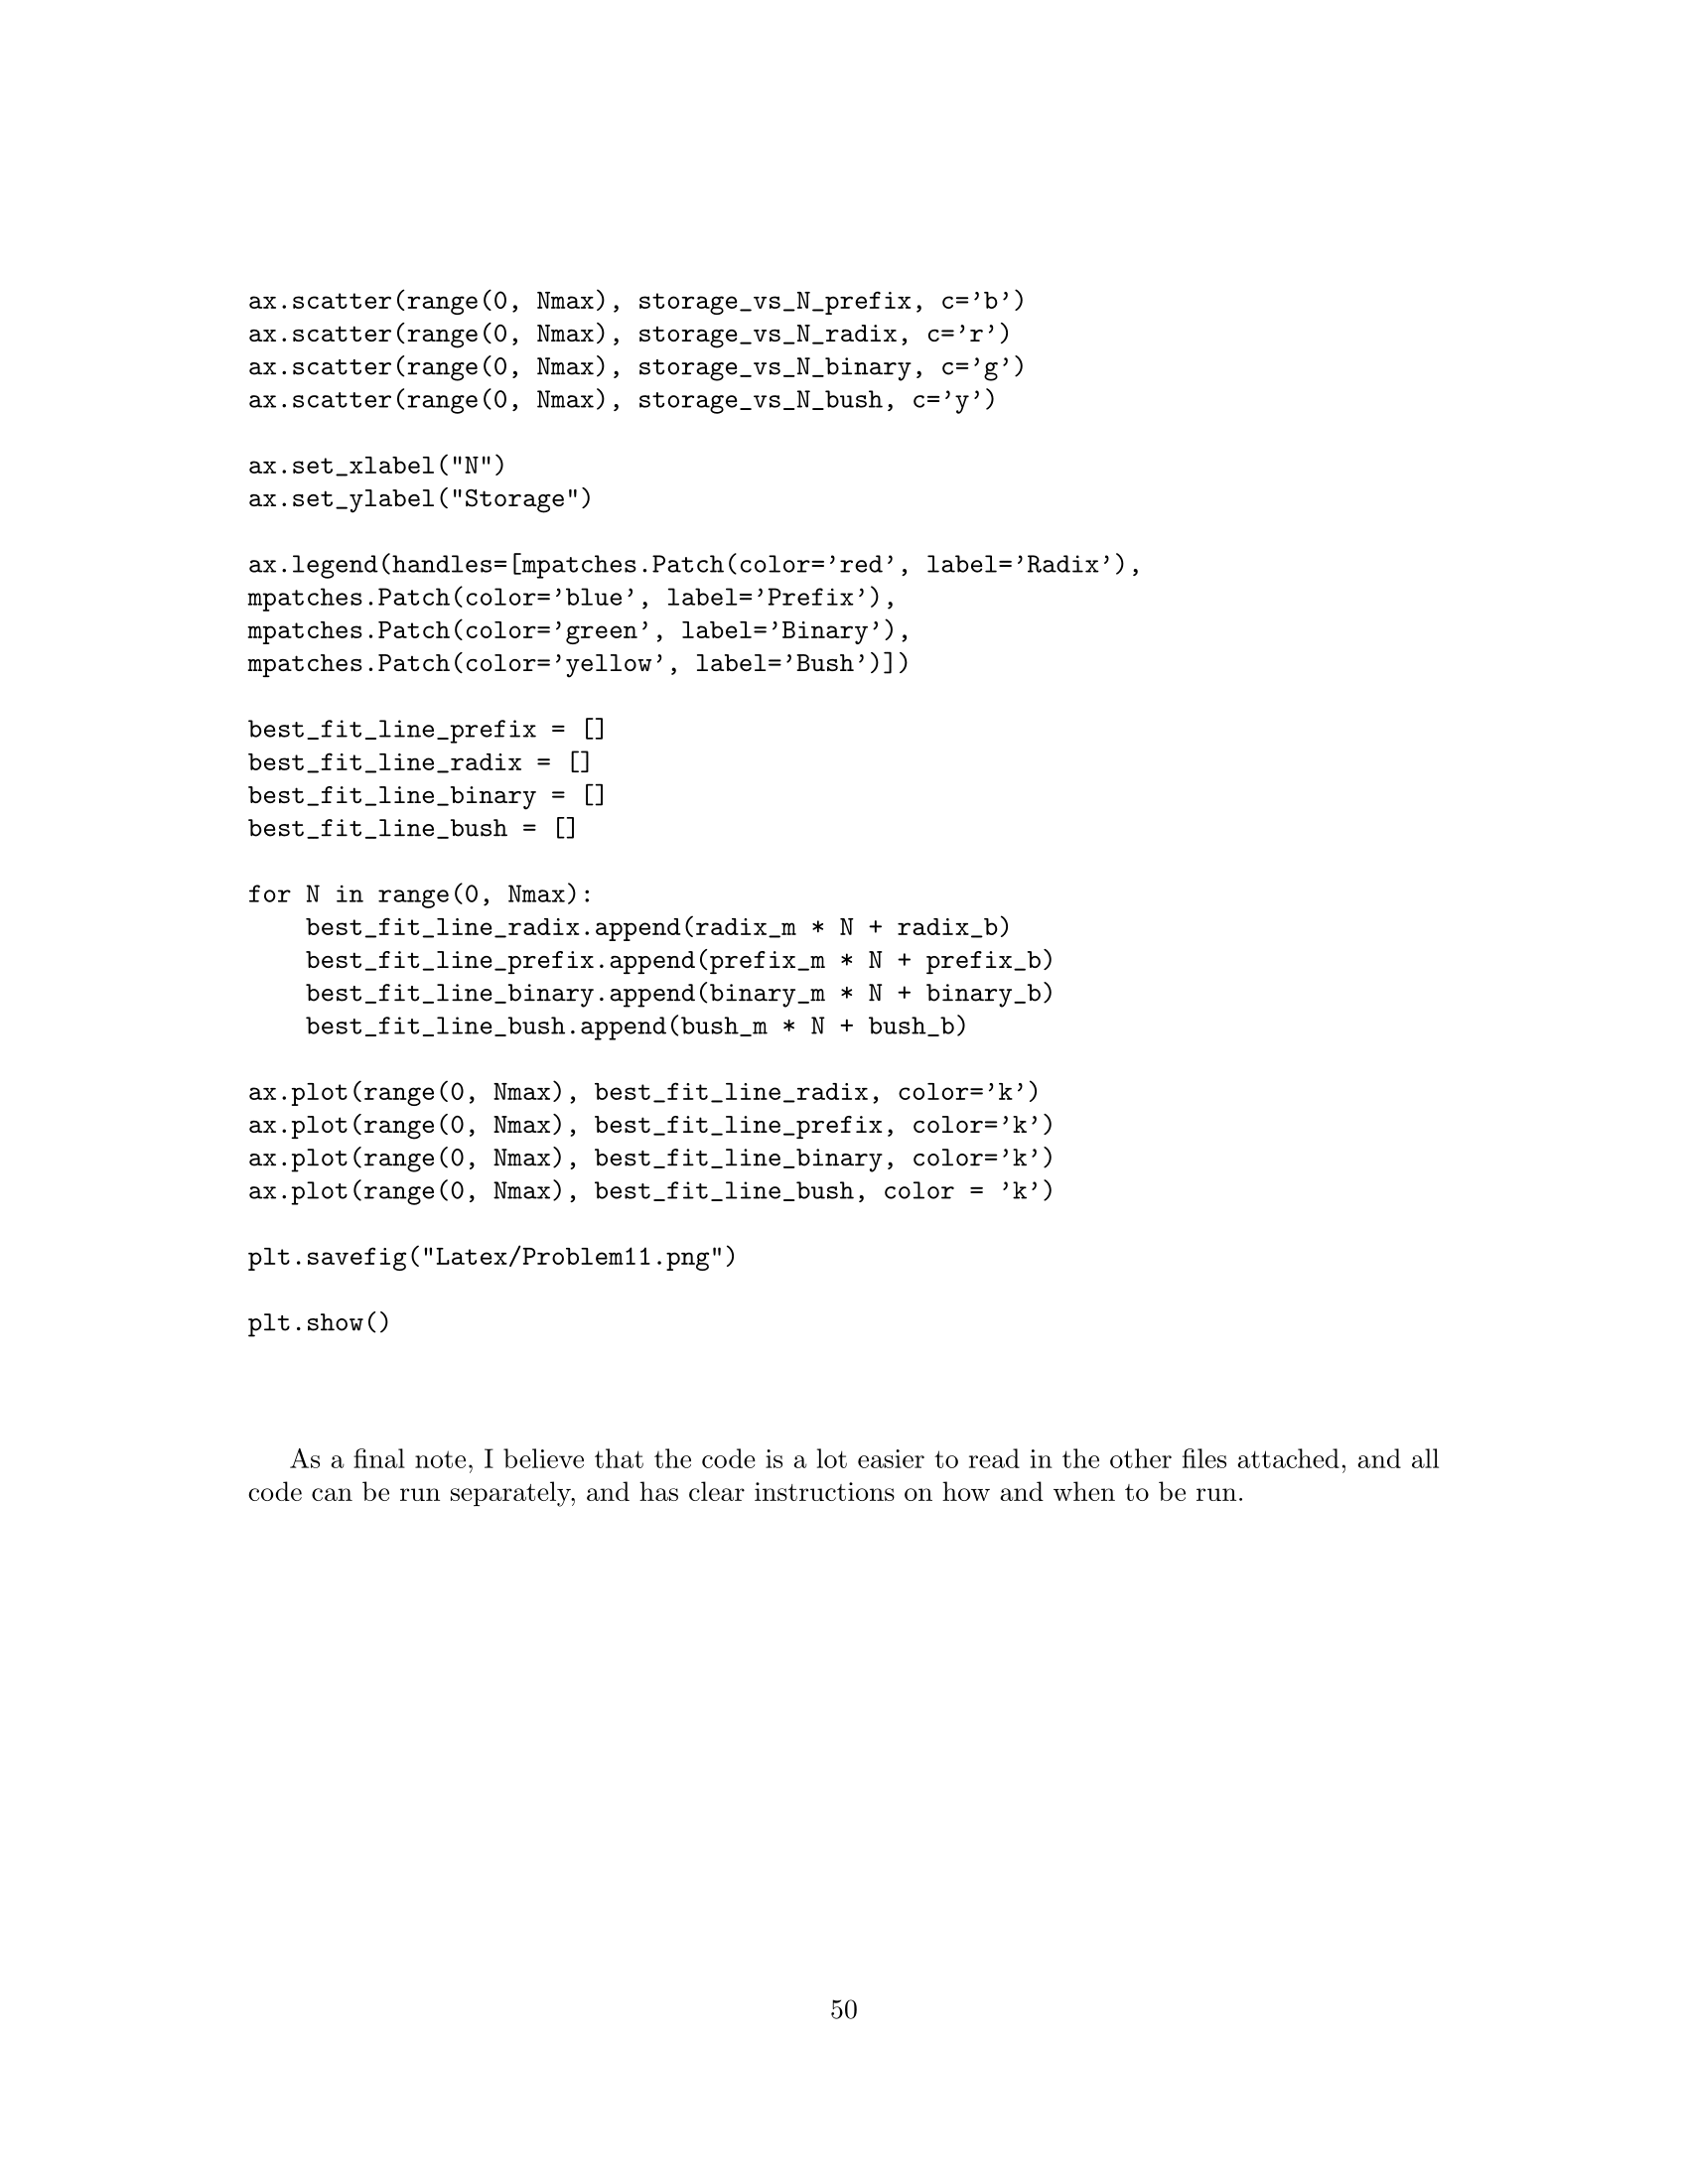 ax.scatter(range(0, Nmax), storage_vs_N_prefix, c=’b’)
ax.scatter(range(0, Nmax), storage_vs_N_radix, c=’r’)
ax.scatter(range(0, Nmax), storage_vs_N_binary, c=’g’)
ax.scatter(range(0, Nmax), storage_vs_N_bush, c=’y’)

ax.set_xlabel("N")
ax.set_ylabel("Storage")

ax.legend(handles=[mpatches.Patch(color=’red’, label=’Radix’),
mpatches.Patch(color=’blue’, label=’Prefix’),
mpatches.Patch(color=’green’, label=’Binary’),
mpatches.Patch(color=’yellow’, label=’Bush’)])

best_fit_line_prefix = []
best_fit_line_radix = []
best_fit_line_binary = []
best_fit_line_bush = []

for N in range(0, Nmax):
    best_fit_line_radix.append(radix_m * N + radix_b)
    best_fit_line_prefix.append(prefix_m * N + prefix_b)
    best_fit_line_binary.append(binary_m * N + binary_b)
    best_fit_line_bush.append(bush_m * N + bush_b)

ax.plot(range(0, Nmax), best_fit_line_radix, color=’k’)
ax.plot(range(0, Nmax), best_fit_line_prefix, color=’k’)
ax.plot(range(0, Nmax), best_fit_line_binary, color=’k’)
ax.plot(range(0, Nmax), best_fit_line_bush, color = ’k’)

plt.savefig("Latex/Problem11.png")

plt.show()

As a final note, I believe that the code is a lot easier to read in the other files attached, and all
code can be run separately, and has clear instructions on how and when to be run.

50